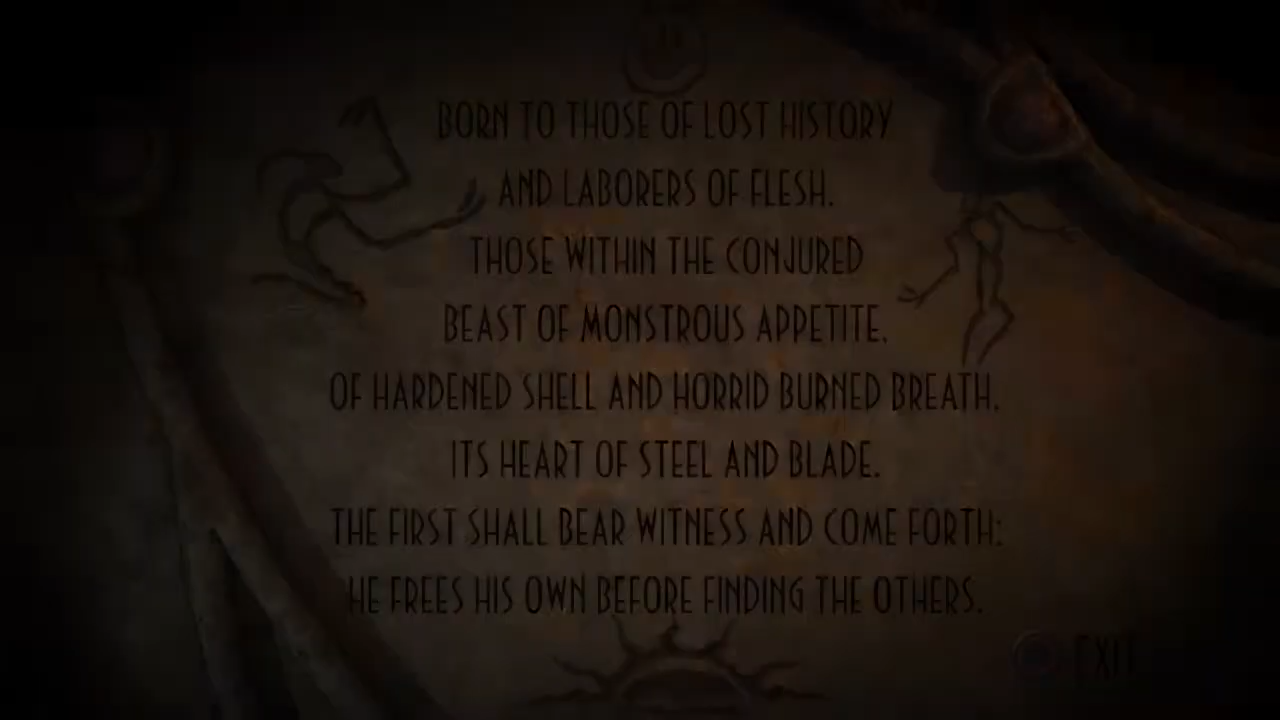 BORN TO THOSE OF LOST HISTORY
AND LABORERS OF FLESH.
THOSE WITHIN THE CONJURED
BEAST OF MONSTROUS APPETITE.
OF HARDENED SHELL AND HORRID BURNED BREATH.
ITS HEART OF STEEL AND BLADE.
THE FIRST SHALL BEAR WITNESS AND COME FORTH:
HE FREES HIS OWN BEFORE FINDING THE OTHERS.
EXIT